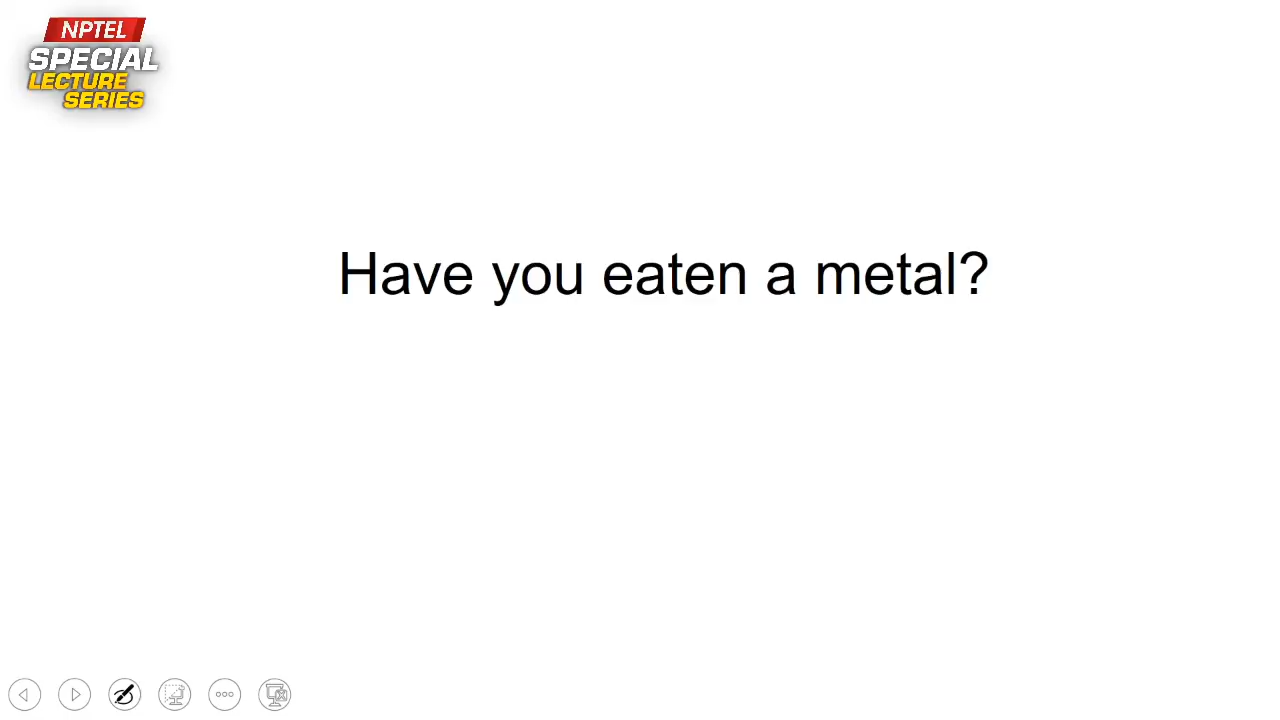 NPTEL
SPECIAL
LECTURE
SERIES
Have you eaten a metal?